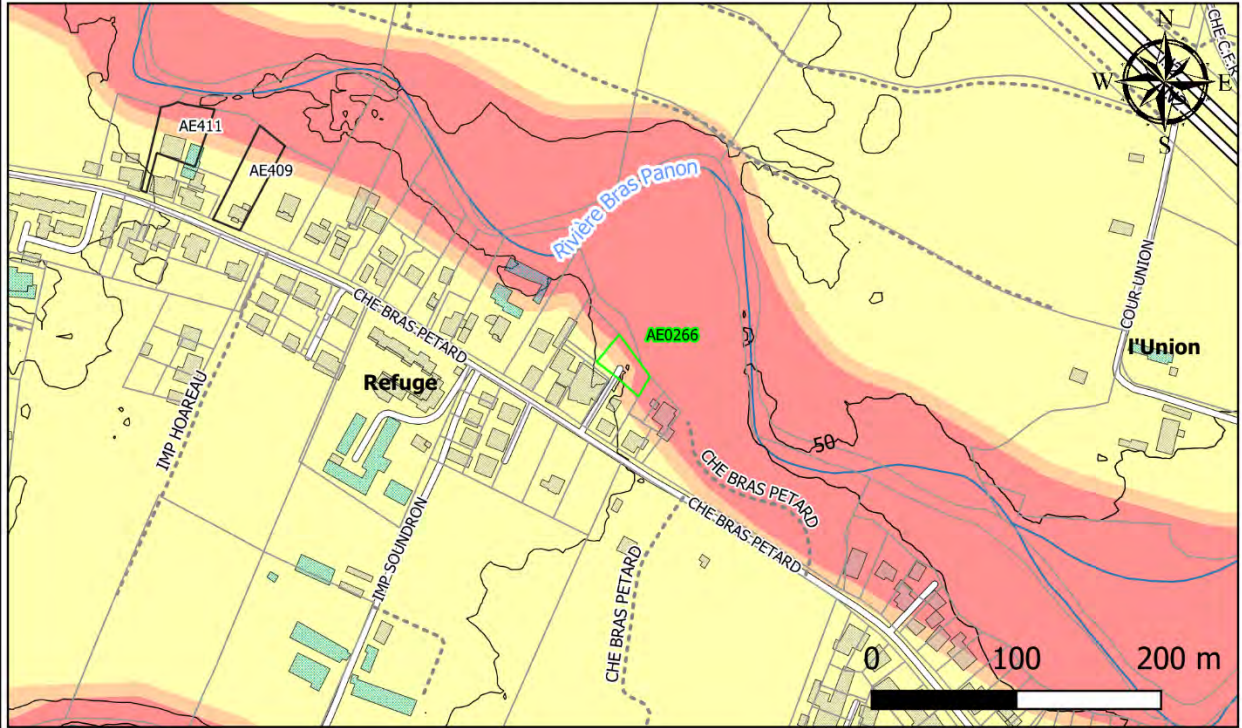 N
CHE C.F.R
W
E
S
AE411
AE409
Rivière Bras Panon
COUR UNION
CHE BRAS PETARD
AE0266
l'Union
Refuge
IMP HOAREAU
50
CHE BRAS PETARD
CHE BRAS PETARD
IMP SOUNDRON
CHE BRAS PETARD
0 100 200 m